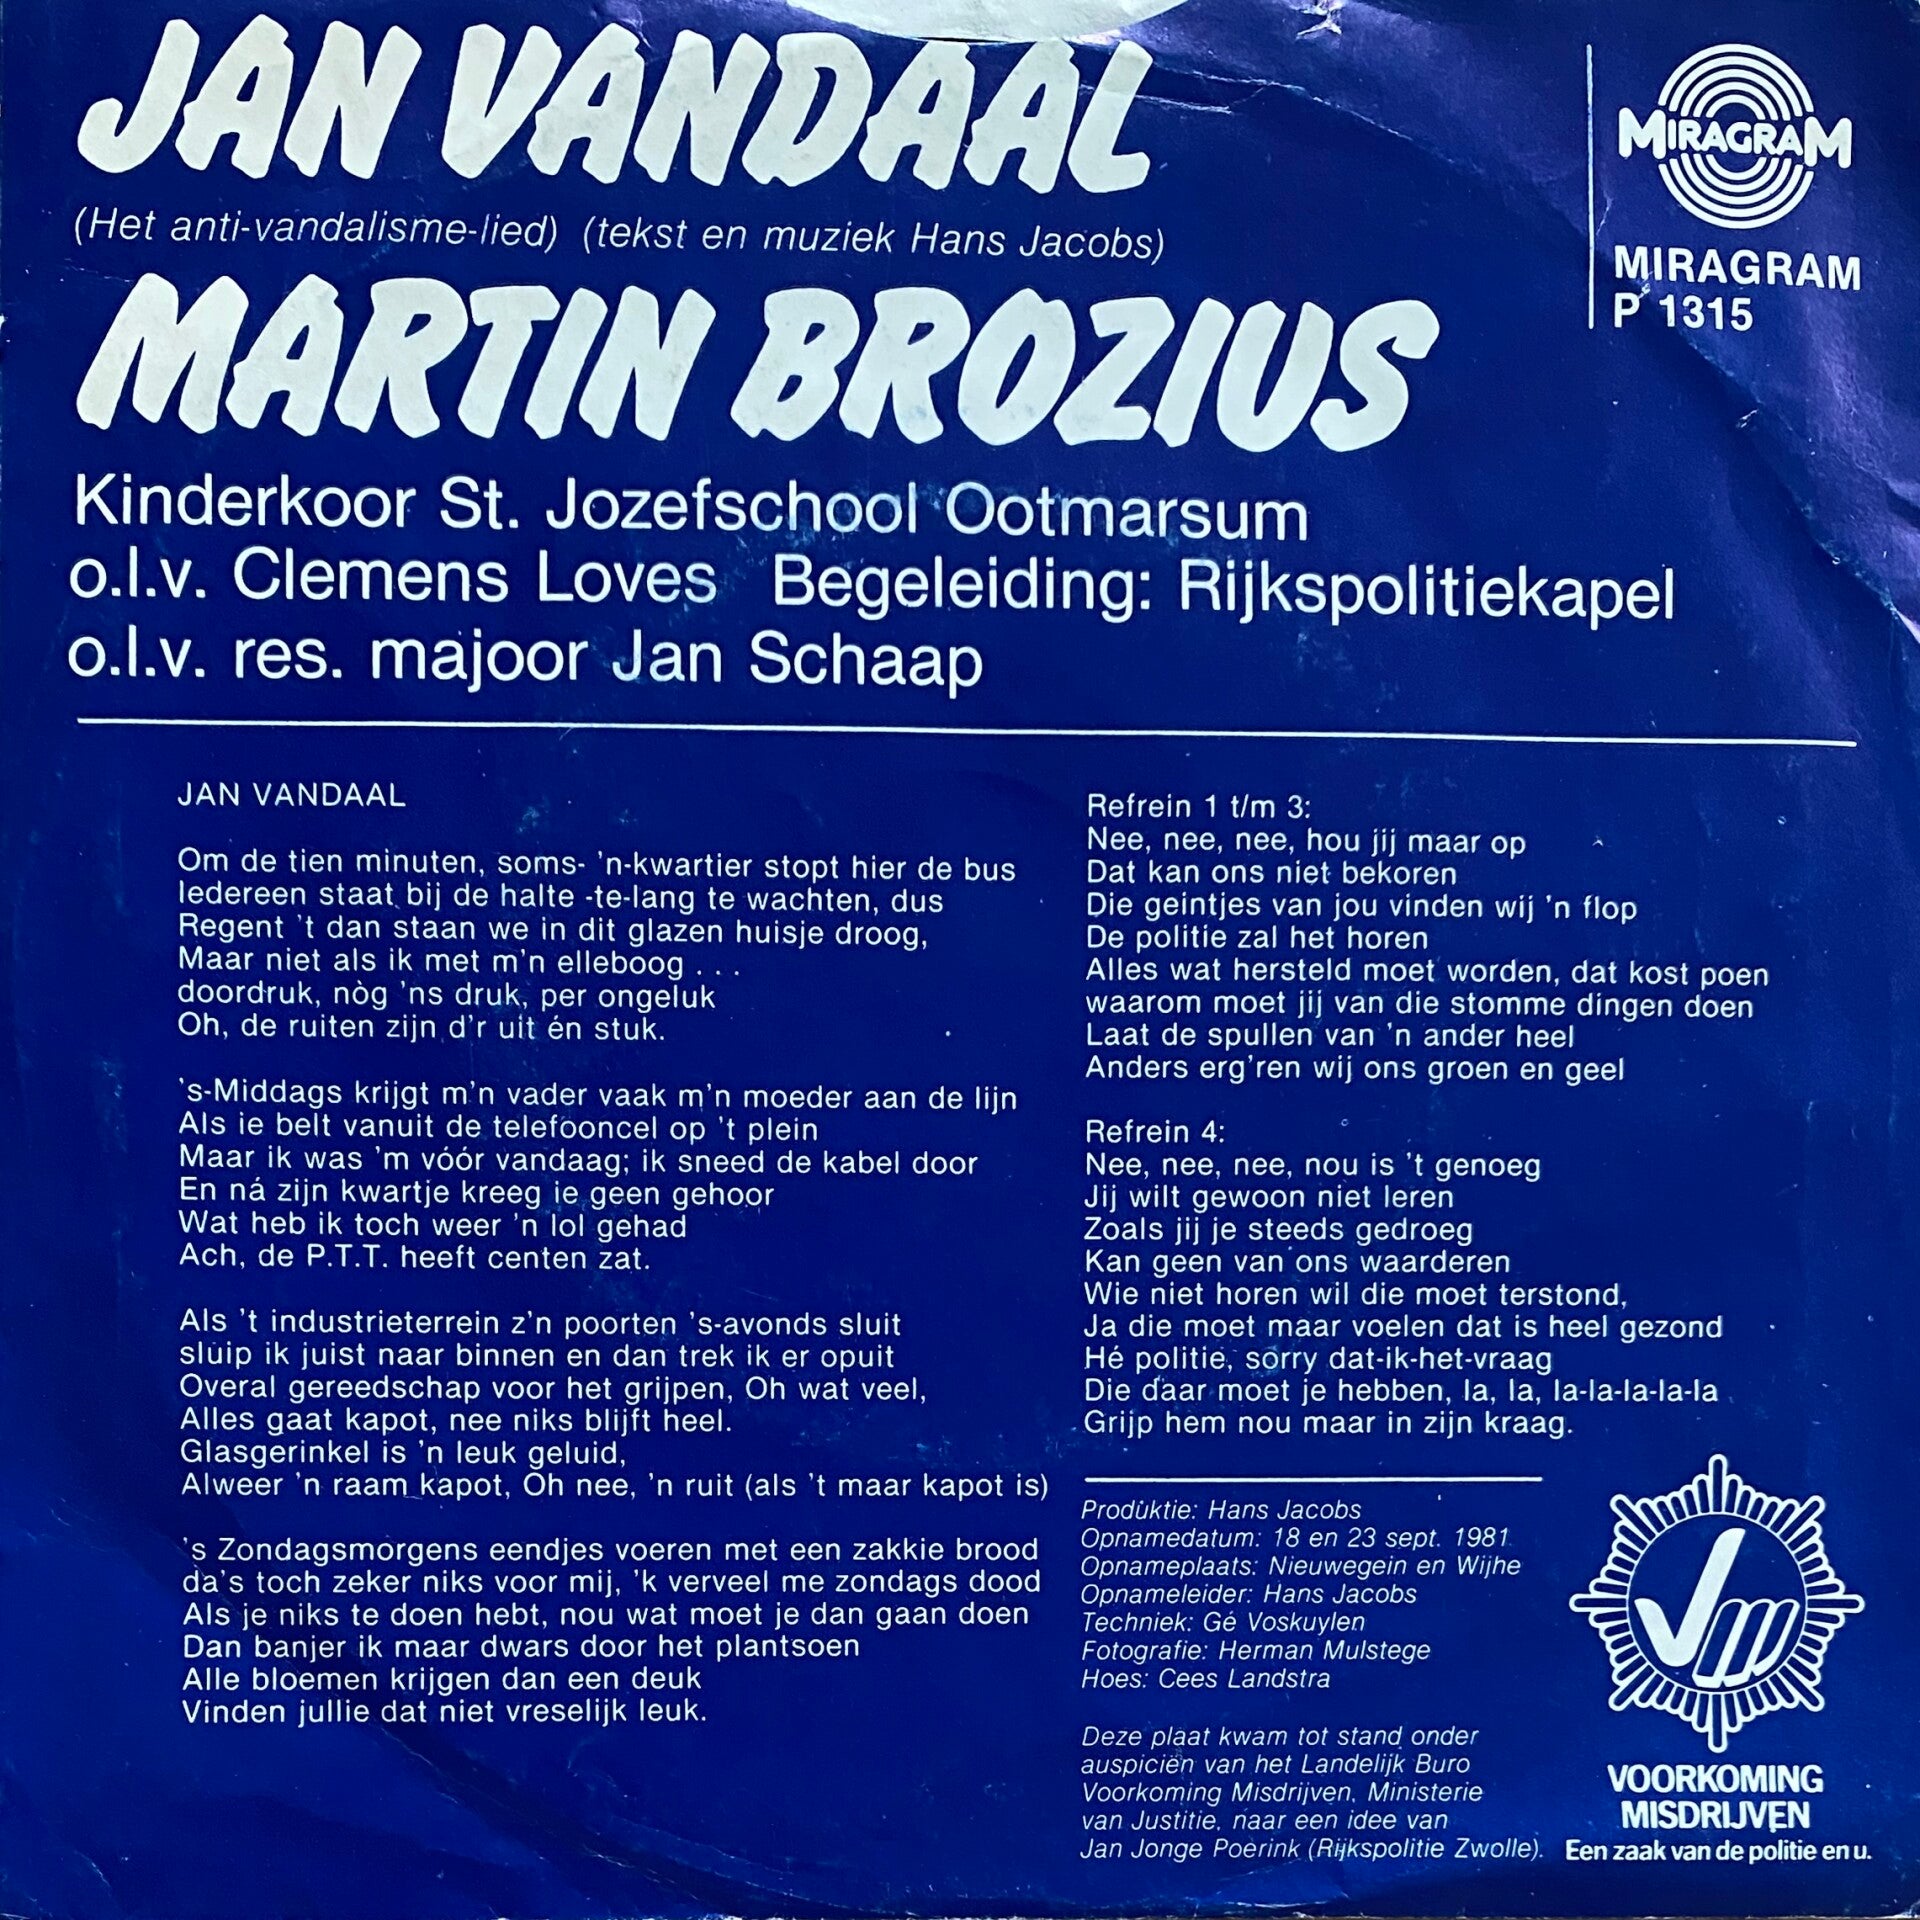 JAN VANDAAL
(Het anti-vandalisme-lied) (tekst en muziek Hans Jacobs)
MARTIN BROZIUS
MIRAGRAM
MIRAGRAM
P 1315
Kinderkoor St. Jozefschool Ootmarsum
o.l.v. Clemens Loves Begeleiding: Rijkspolitiekapel
o.l.v. res. majoor Jan Schaap
JAN VANDAAL
Om de tien minuten, soms- 'n-kwartier stopt hier de bus
Iedereen staat bij de halte -te-lang te wachten, dus
Regent 't dan staan we in dit glazen huisje droog,
Maar niet als ik met m'n elleboog . . .
doordruk, nòg 'ns druk, per ongeluk
Oh, de ruiten zijn d'r uit én stuk.
's-Middags krijgt m'n vader vaak m'n moeder aan de lijn
Als ie belt vanuit de telefooncel op 't plein
Maar ik was 'm vóór vandaag; ik sneed de kabel door
En ná zijn kwartje kreeg ie geen gehoor
Wat heb ik toch weer 'n lol gehad
Ach, de P.T.T. heeft centen zat.
Als 't industrieterrein z'n poorten 's-avonds sluit
sluip ik juist naar binnen en dan trek ik er opuit
Overal gereedschap voor het grijpen, Oh wat veel,
Alles gaat kapot, nee niks blijft heel.
Glasgerinkel is 'n leuk geluid,
Alweer 'n raam kapot, Oh nee, 'n ruit (als 't maar kapot is)
's Zondagsmorgens eendjes voeren met een zakkie brood
da's toch zeker niks voor mij, 'k verveel me zondags dood
Als je niks te doen hebt, nou wat moet je dan gaan doen
Dan banjer ik maar dwars door het plantsoen
Alle bloemen krijgen dan een deuk
Vinden jullie dat niet vreselijk leuk.
Refrein 1 t/m 3:
Nee, nee, nee, hou jij maar op
Dat kan ons niet bekoren
Die geintjes van jou vinden wij 'n flop
De politie zal het horen
Alles wat hersteld moet worden, dat kost poen
waarom moet jij van die stomme dingen doen
Laat de spullen van 'n ander heel
Anders erg'ren wij ons groen en geel
Refrein 4:
Nee, nee, nee, nou is 't genoeg
Jij wilt gewoon niet leren
Zoals jij je steeds gedroeg
Kan geen van ons waarderen
Wie niet horen wil die moet terstond,
Ja die moet maar voelen dat is heel gezond
Hé politie, sorry dat-ik-het-vraag
Die daar moet je hebben, la, la, la-la-la-la-la
Grijp hem nou maar in zijn kraag.
Produktie: Hans Jacobs
Opnamedatum: 18 en 23 sept. 1981
Opnameplaats: Nieuwegein en Wijhe
Opnameleider: Hans Jacobs
Techniek: Gé Voskuylen
Fotografie: Herman Mulstege
Hoes: Cees Landstra
Deze plaat kwam tot stand onder
auspiciën van het Landelijk Buro
Voorkoming Misdrijven, Ministerie
van Justitie, naar een idee van
Jan Jonge Poerink (Rijkspolitie Zwolle).
Vm
VOORKOMING
MISDRIJVEN
Een zaak van de politie en u.